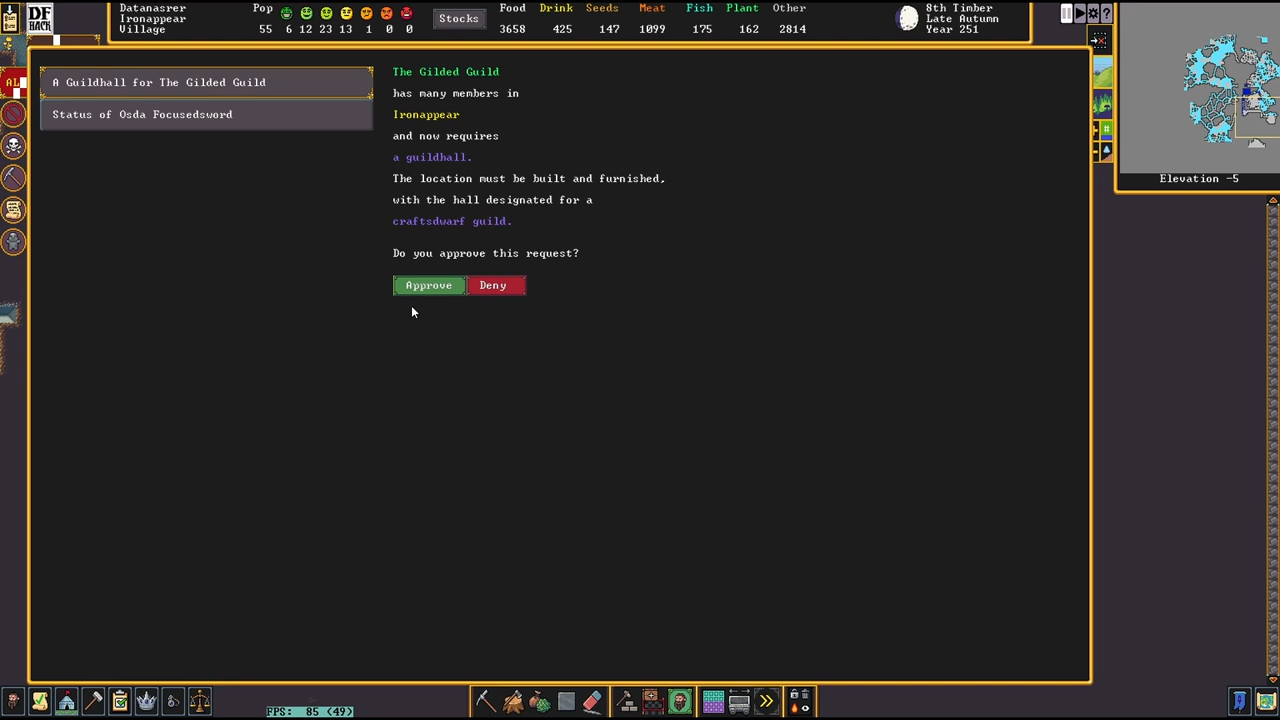 Datanasrer Pop Stocks Food Drink Seeds Meat Fish Plant Other 8th Timber
Ironappear Late Autumn
Village 55 6 12 23 13 1 0 0 3658 425 147 1099 175 162 2814 Year 251
DF
HACK
AL
A Guildhall for The Gilded Guild
Status of Osda Focusedsword
The Gilded Guild
has many members in
Ironappear
and now requires
a guildhall.
The location must be built and furnished,
with the hall designated for a
craftsdwarf guild.
Do you approve this request?
Approve Deny
Elevation -5
FPS: 85 (49)